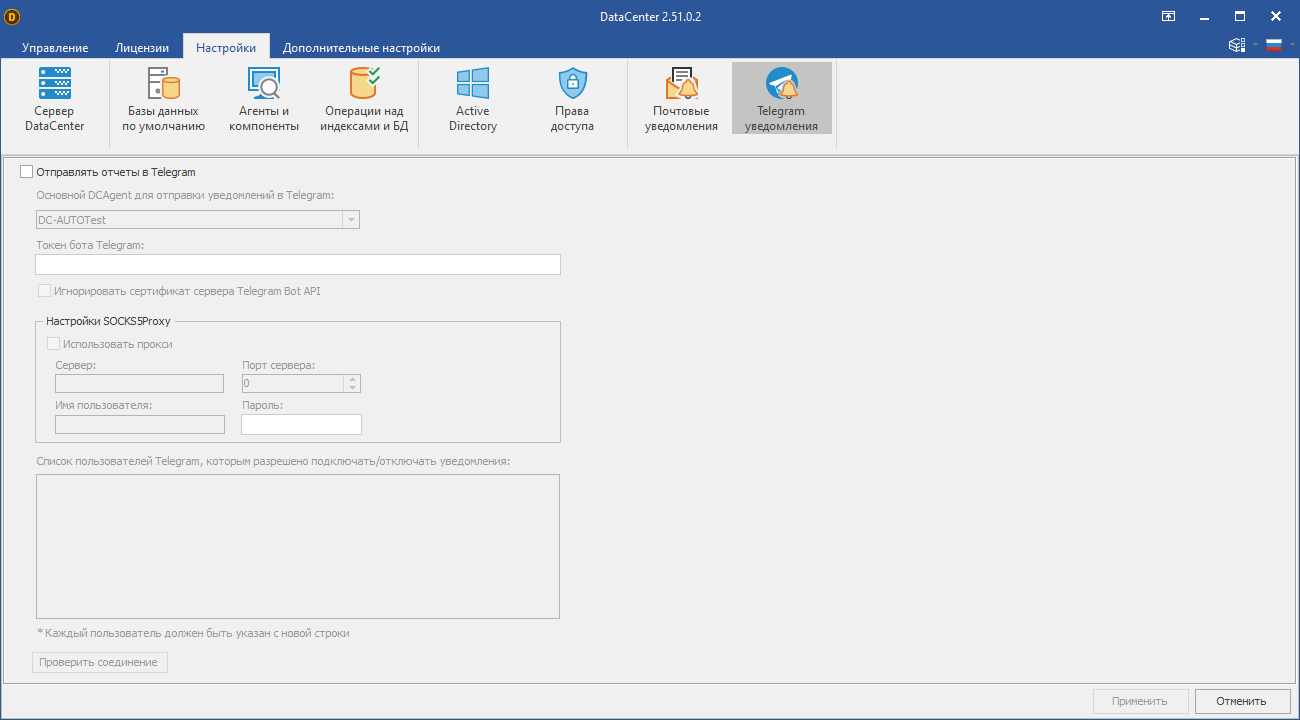 D
DataCenter 2.51.0.2
Управление
Лицензии
Настройки
Дополнительные настройки
Сервер
DataCenter
Базы данных
по умолчанию
Агенты и
компоненты
Операции над
индексами и БД
Active
Directory
Права
доступа
Почтовые
уведомления
Telegram
уведомления
Отправлять отчеты в Telegram
Основной DCAgent для отправки уведомлений в Telegram:
DC-AUTOTest
Токен бота Telegram:
Игнорировать сертификат сервера Telegram Bot API
Настройки SOCKS5Proxy
Использовать прокси
Сервер:
Порт сервера:
0
Имя пользователя:
Пароль:
Список пользователей Telegram, которым разрешено подключать/отключать уведомления:
* Каждый пользователь должен быть указан с новой строки
Проверить соединение
Применить
Отменить